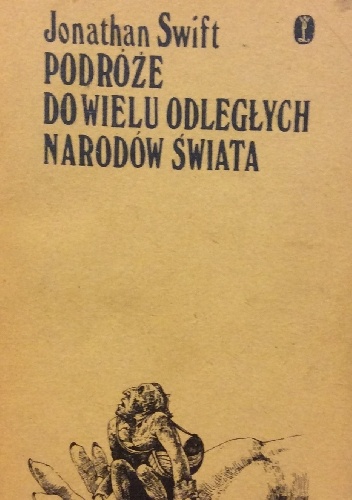 Jonathan Swift
PODRÓŻE
DO WIELU ODLEGŁYCH
NARODÓW ŚWIATA